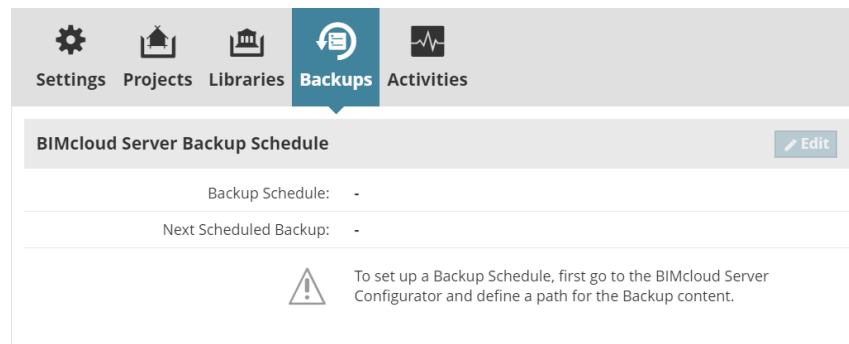 Settings Projects Libraries Backups Activities
BIMcloud Server Backup Schedule
Edit
Backup Schedule: -
Next Scheduled Backup: -
To set up a Backup Schedule, first go to the BIMcloud Server
Configurator and define a path for the Backup content.